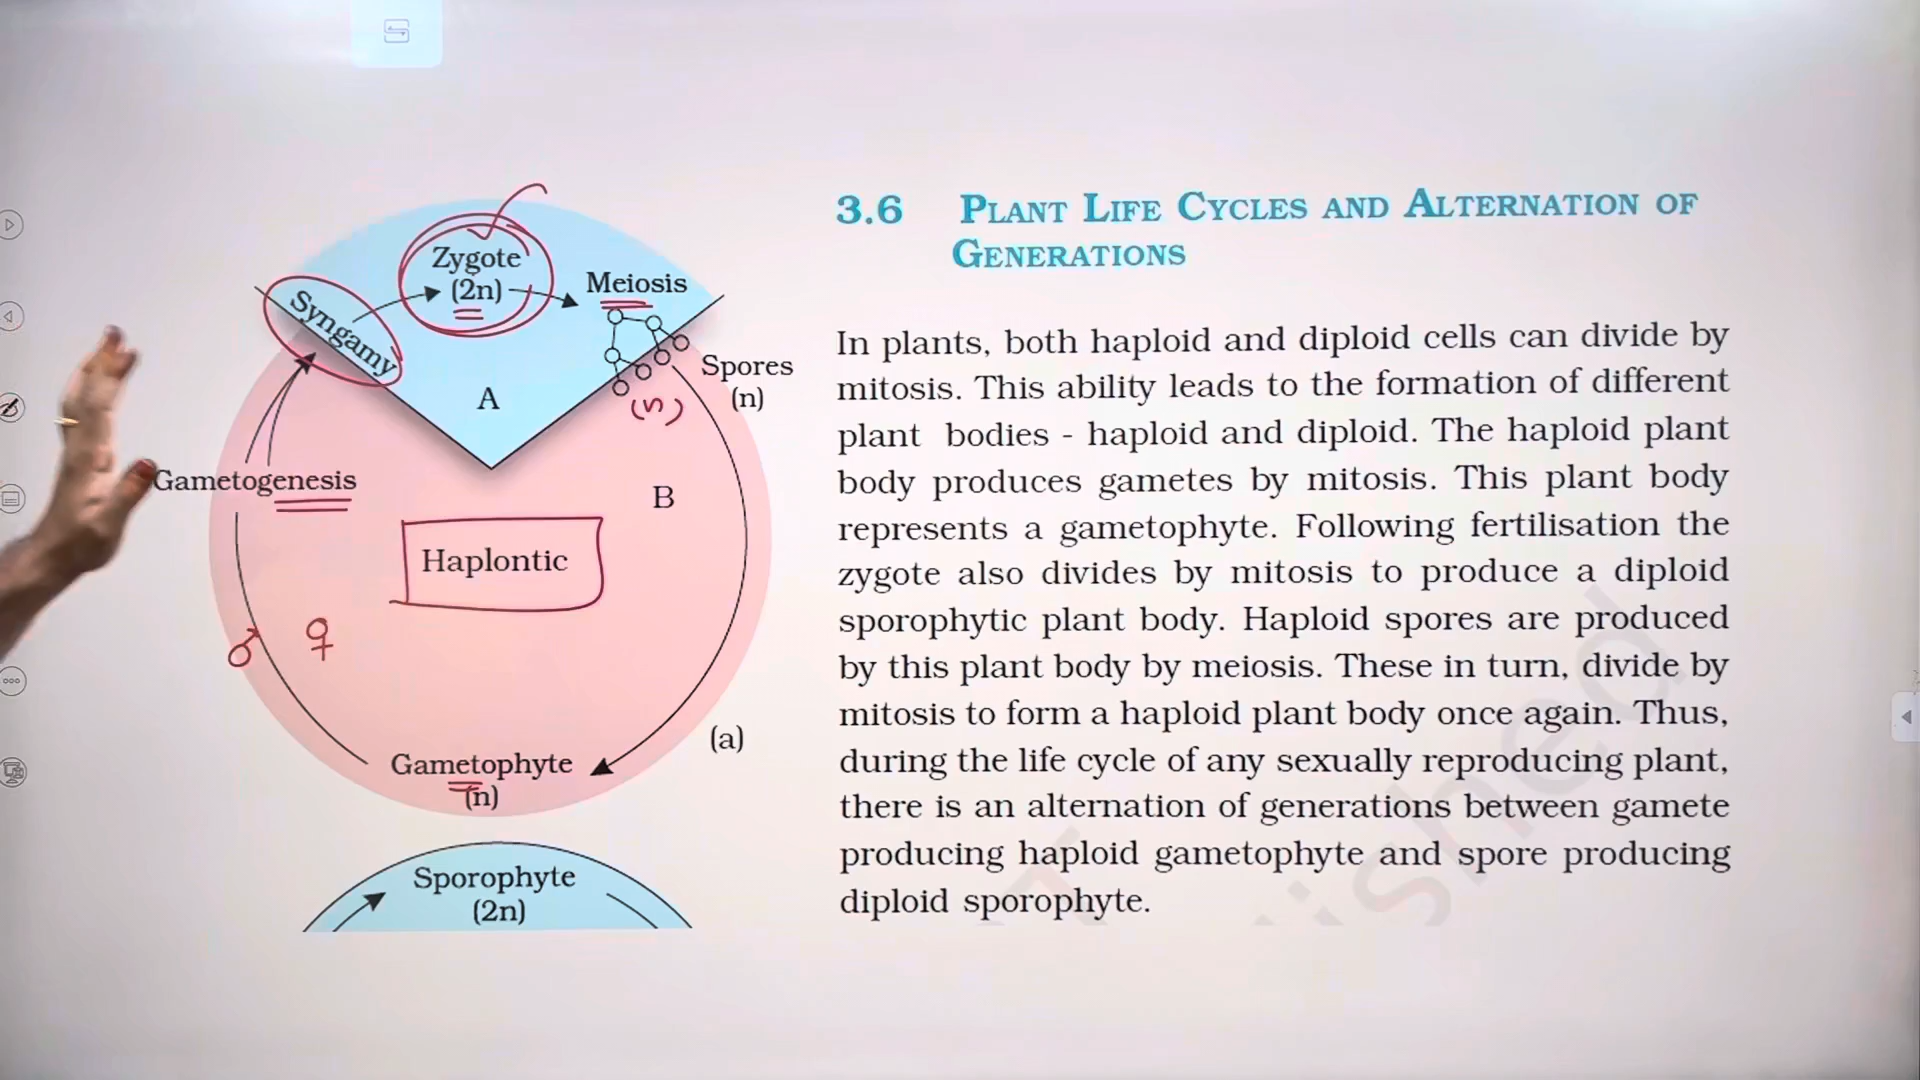 Zygote
(2n)
Meiosis
Syngamy
Spores
(n)
(n)
A
Gametogenesis
B
Haplontic
♂ ♀
(a)
Gametophyte
(n)
Sporophyte
(2n)
3.6 PLANT LIFE CYCLES AND ALTERNATION OF
GENERATIONS
In plants, both haploid and diploid cells can divide by
mitosis. This ability leads to the formation of different
plant bodies - haploid and diploid. The haploid plant
body produces gametes by mitosis. This plant body
represents a gametophyte. Following fertilisation the
zygote also divides by mitosis to produce a diploid
sporophytic plant body. Haploid spores are produced
by this plant body by meiosis. These in turn, divide by
mitosis to form a haploid plant body once again. Thus,
during the life cycle of any sexually reproducing plant,
there is an alternation of generations between gamete
producing haploid gametophyte and spore producing
diploid sporophyte.